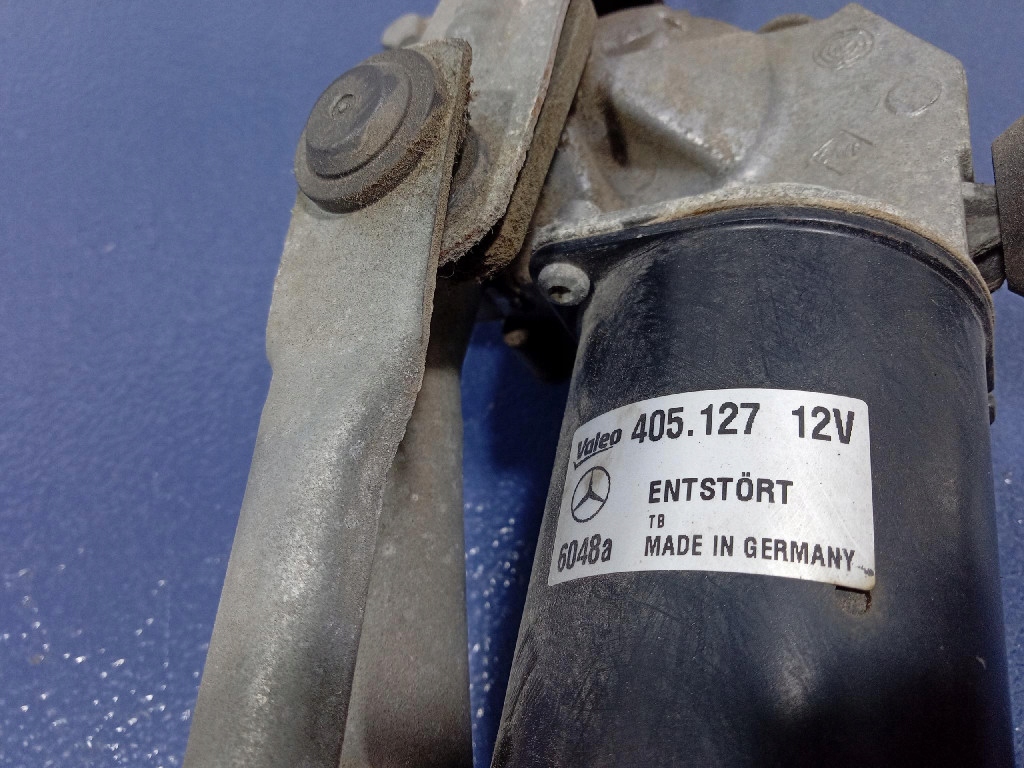 Valeo 405.127 12V
ENTSTÖRT
TB
6048a MADE IN GERMANY